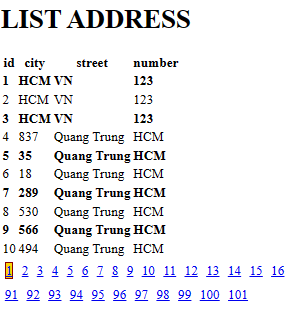 LIST ADDRESS
id city street number
1 HCM VN 123
2 HCM VN 123
3 HCM VN 123
4 837 Quang Trung HCM
5 35 Quang Trung HCM
6 18 Quang Trung HCM
7 289 Quang Trung HCM
8 530 Quang Trung HCM
9 566 Quang Trung HCM
10 494 Quang Trung HCM
1 2 3 4 5 6 7 8 9 10 11 12 13 14 15 16
91 92 93 94 95 96 97 98 99 100 101